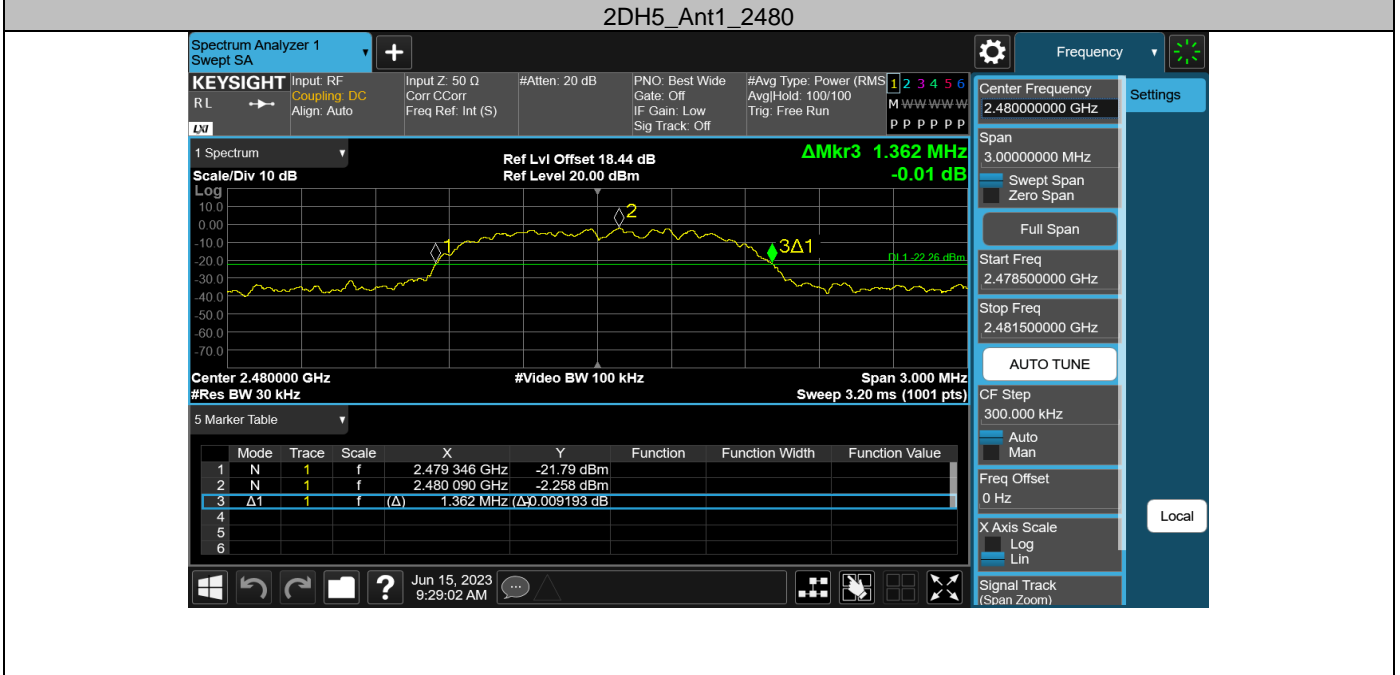 2DH5_Ant1_2480
Spectrum Analyzer 1
Swept SA
+
Frequency
KEYSIGHT
RL
LXI
Input: RF
Coupling: DC
Align: Auto
Input Z: 50 Ω
Corr CCorr
Freq Ref: Int (S)
#Atten: 20 dB
PNO: Best Wide
Gate: Off
IF Gain: Low
Sig Track: Off
#Avg Type: Power (RMS
Avg|Hold: 100/100
Trig: Free Run
1 2 3 4 5 6
M W W W W W
P P P P P P
1 Spectrum
Scale/Div 10 dB
Ref Lvl Offset 18.44 dB
Ref Level 20.00 dBm
ΔMkr3 1.362 MHz
-0.01 dB
Log
10.0
0.00
-10.0
-20.0
-30.0
-40.0
-50.0
-60.0
-70.0
1
2
3Δ1
DL1 -22.26 dBm
Center 2.480000 GHz
#Video BW 100 kHz
Span 3.000 MHz
#Res BW 30 kHz
Sweep 3.20 ms (1001 pts)
5 Marker Table
Mode Trace Scale X Y Function Function Width Function Value
1 N 1 f 2.479 346 GHz -21.79 dBm
2 N 1 f 2.480 090 GHz -2.258 dBm
3 Δ1 1 f (Δ) 1.362 MHz (Δ) -0.009193 dB
4
5
6
?
Jun 15, 2023
9:29:02 AM
Center Frequency
2.480000000 GHz
Span
3.00000000 MHz
Swept Span
Zero Span
Full Span
Start Freq
2.478500000 GHz
Stop Freq
2.481500000 GHz
AUTO TUNE
CF Step
300.000 kHz
Auto
Man
Freq Offset
0 Hz
X Axis Scale
Log
Lin
Signal Track
(Span Zoom)
Settings
Local